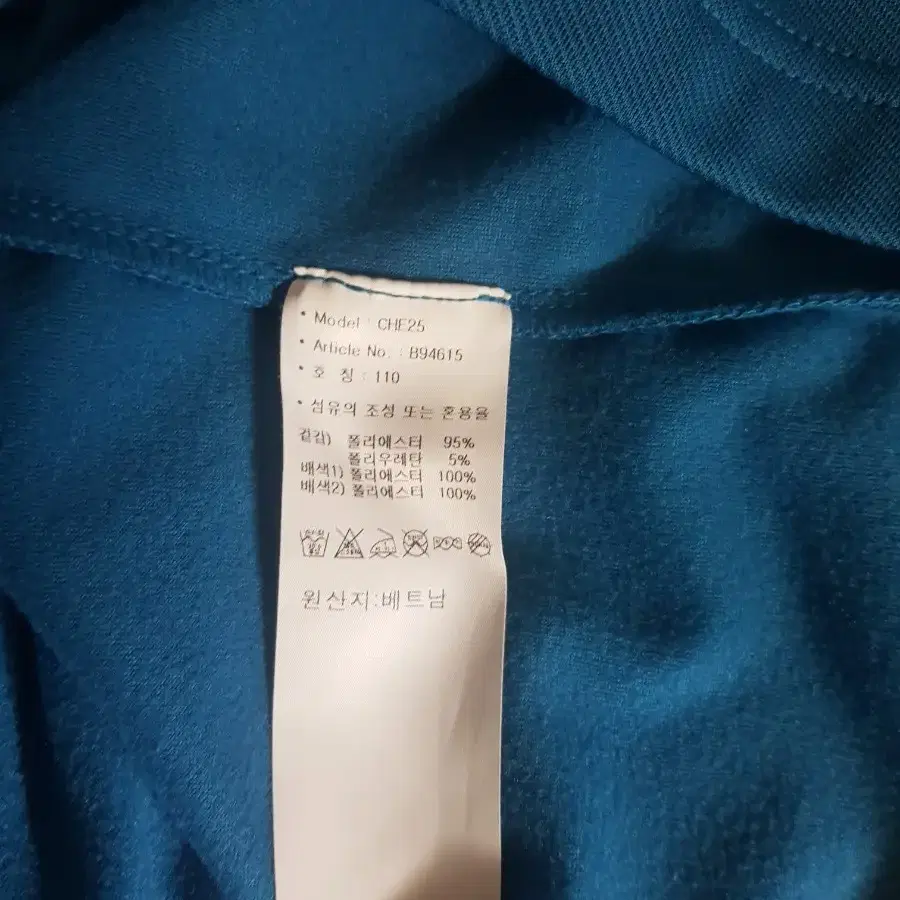 * Model : CHE25
* Article No. : B94615
* 호 칭 : 110
* 섬유의 조성 또는 혼용율
겉감) 폴리에스터 95%
폴리우레탄 5%
배색1) 폴리에스터 100%
배색2) 폴리에스터 100%
원산지:베트남